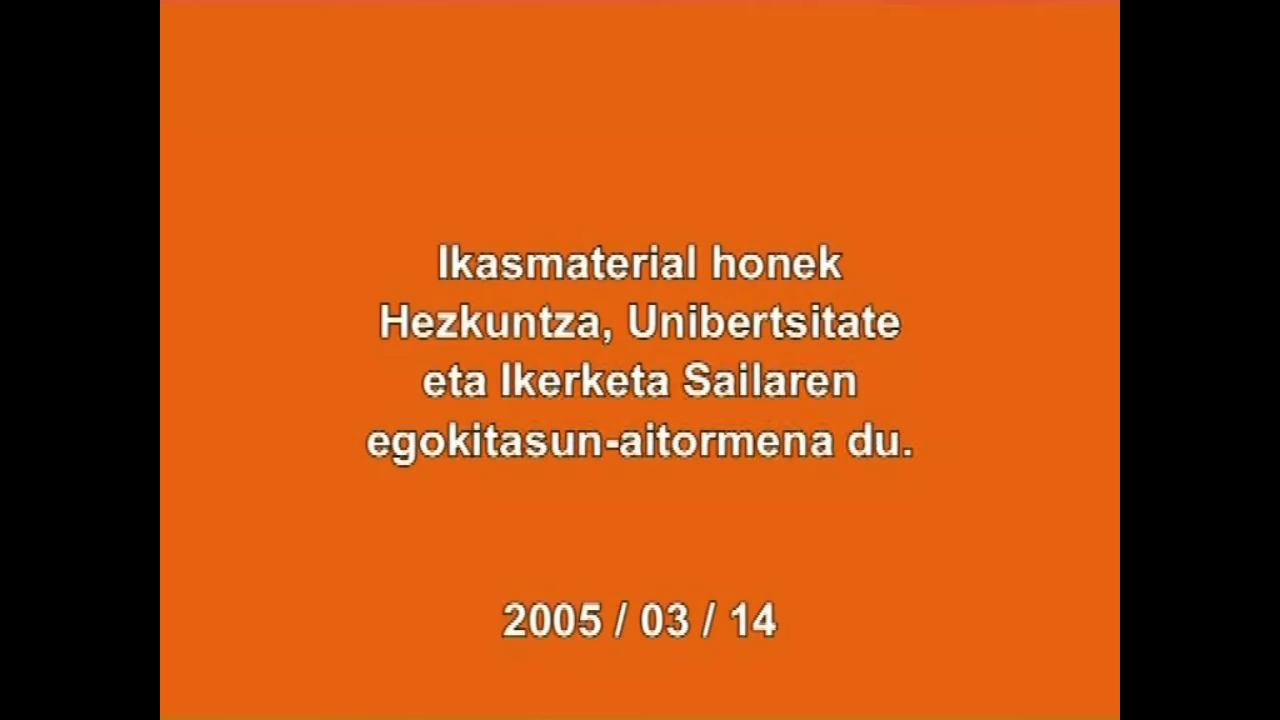 Ikasmaterial honek
Hezkuntza, Unibertsitate
eta Ikerketa Sailaren
egokitasun-aitormena du.
2005 / 03 / 14